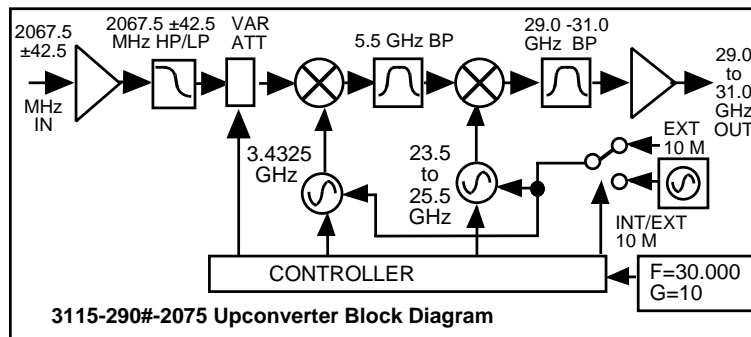 2067.5
±42.5
MHz
IN
2067.5 ±42.5
MHz HP/LP
VAR
ATT
5.5 GHz BP
29.0 -31.0
GHz BP
29.0
to
31.0
GHz
OUT
3.4325
GHz
23.5
to
25.5
GHz
EXT
10 M
INT/EXT
10 M
CONTROLLER
F=30.000
G=10
3115-290#-2075 Upconverter Block Diagram